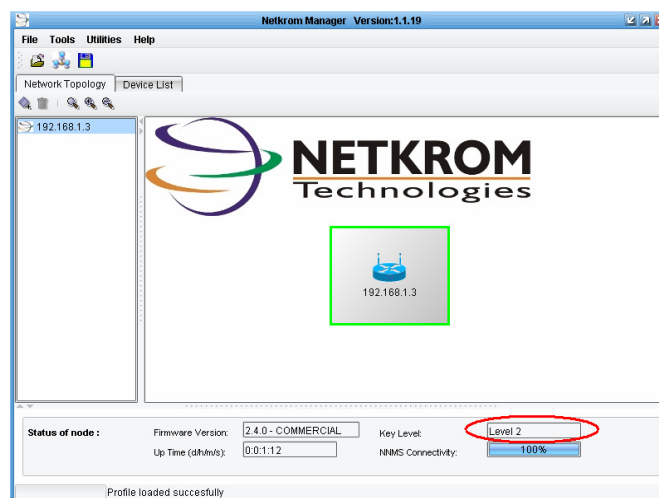 Netkrom Manager Version:1.1.19
File Tools Utilities Help
Network Topology Device List
192.168.1.3
NETKROM
Technologies
192.168.1.3
Status of node : Firmware Version: 2.4.0 - COMMERCIAL Key Level: Level 2
Up Time (d/h/m/s): 0:0:1:12 NNMS Connectivity: 100%
Profile loaded succesfully